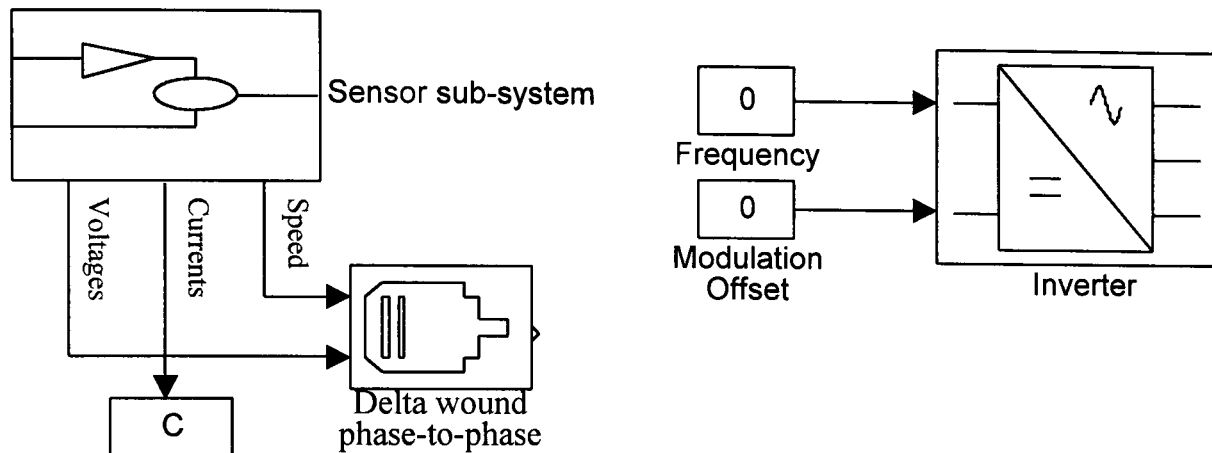 Sensor sub-system
Voltages
Currents
Speed
C
Delta wound
phase-to-phase
0
Frequency
0
Modulation
Offset
Inverter